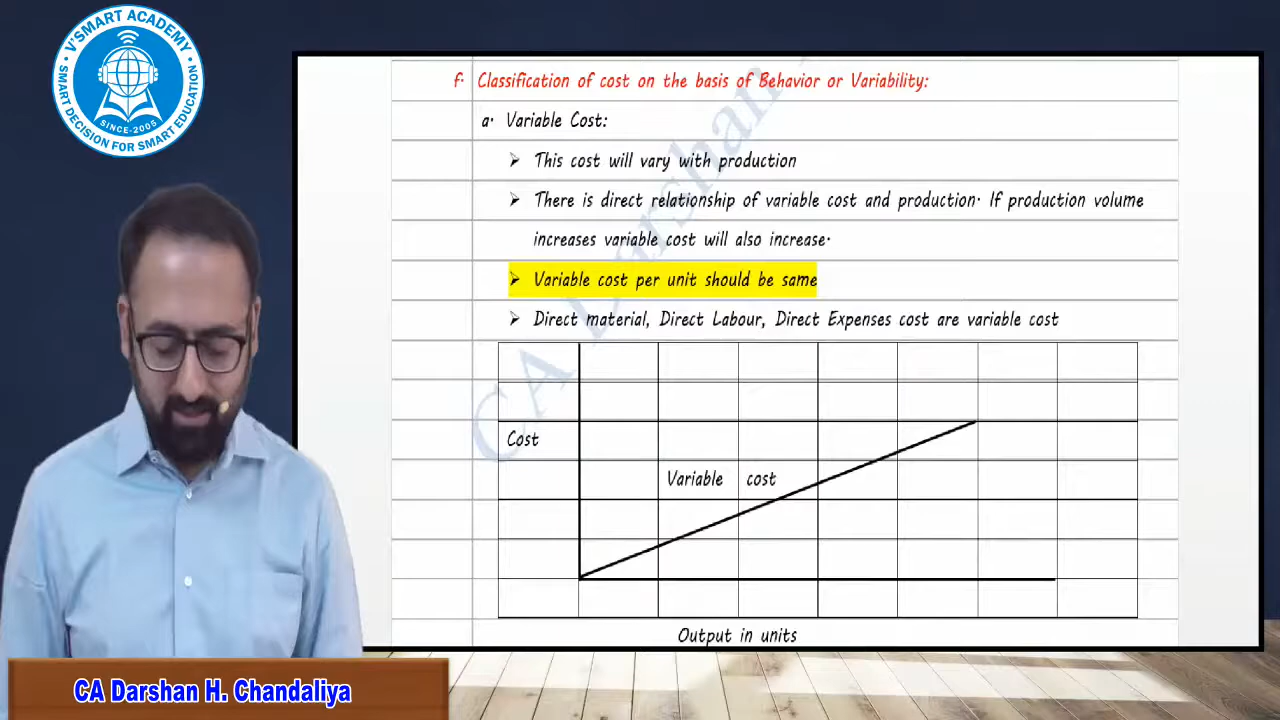 V'SMART ACADEMY
SMART DECISION FOR SMART EDUCATION
SINCE-2005
f. Classification of cost on the basis of Behavior or Variability:
a. Variable Cost:
➢ This cost will vary with production
➢ There is direct relationship of variable cost and production. If production volume
increases variable cost will also increase.
➢ Variable cost per unit should be same
➢ Direct material, Direct Labour, Direct Expenses cost are variable cost
Cost
Variable cost
Output in units
CA Darshan
CA Darshan H. Chandaliya